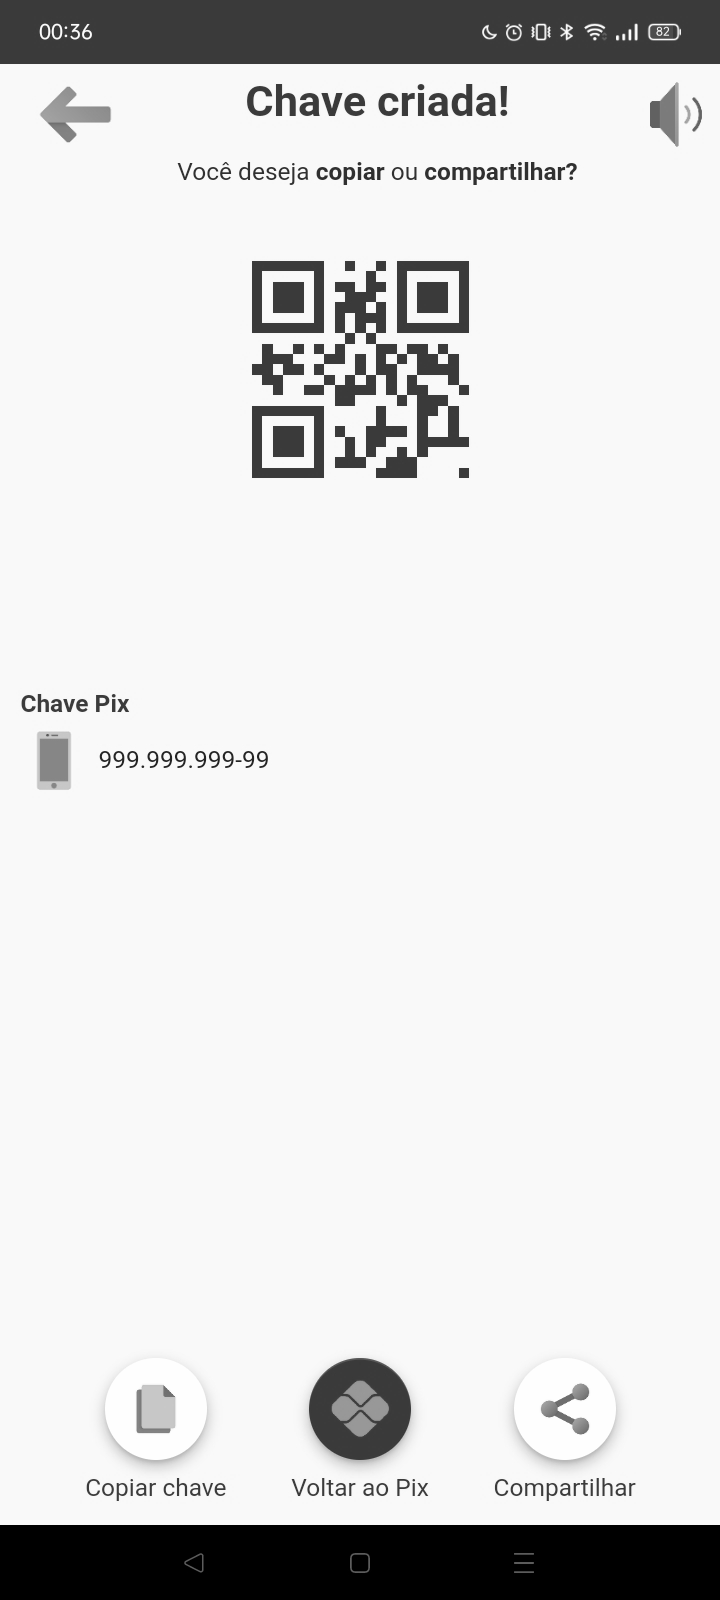 00:36
82
Chave criada!
Você deseja copiar ou compartilhar?
Chave Pix
999.999.999-99
Copiar chave
Voltar ao Pix
Compartilhar